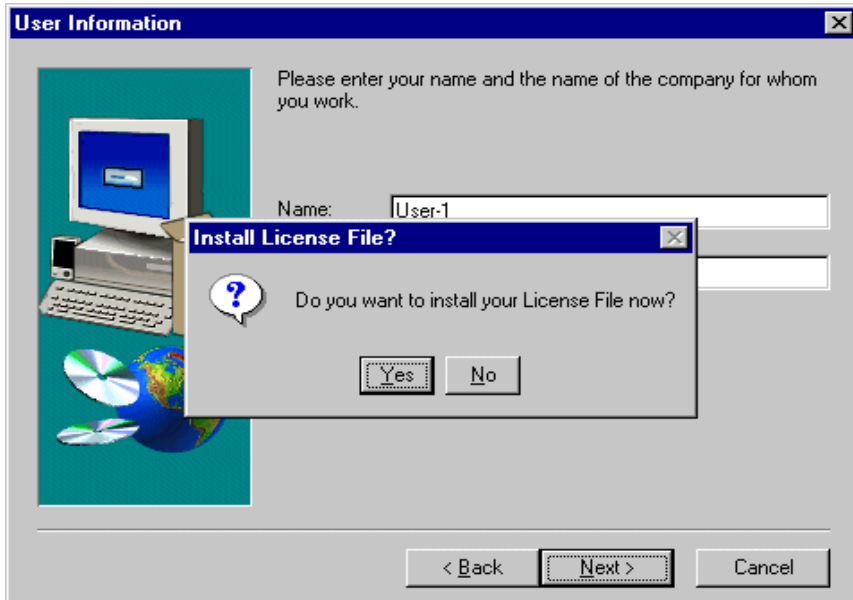 User Information
Please enter your name and the name of the company for whom
you work.
Name:
User-1
Install License File?
?
Do you want to install your License File now?
Yes
No
< Back
Next >
Cancel